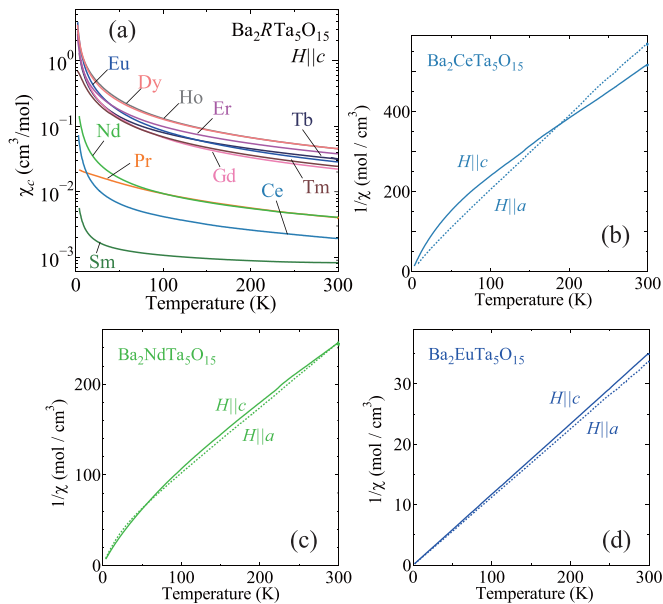 (a)
Ba2RTa5O15
H||c
Eu
Dy
Ho
Er
Tb
Nd
Pr
Gd
Tm
Ce
Sm
χc (cm3/mol)
10^0
10^-1
10^-2
10^-3
0 100 200 300
Temperature (K)
Ba2CeTa5O15
H||c
H||a
(b)
1/χ (mol / cm3)
400
200
0
0 100 200 300
Temperature (K)
Ba2NdTa5O15
H||c
H||a
(c)
1/χ (mol / cm3)
200
100
0
0 100 200 300
Temperature (K)
Ba2EuTa5O15
H||c
H||a
(d)
1/χ (mol / cm3)
30
20
10
0
0 100 200 300
Temperature (K)